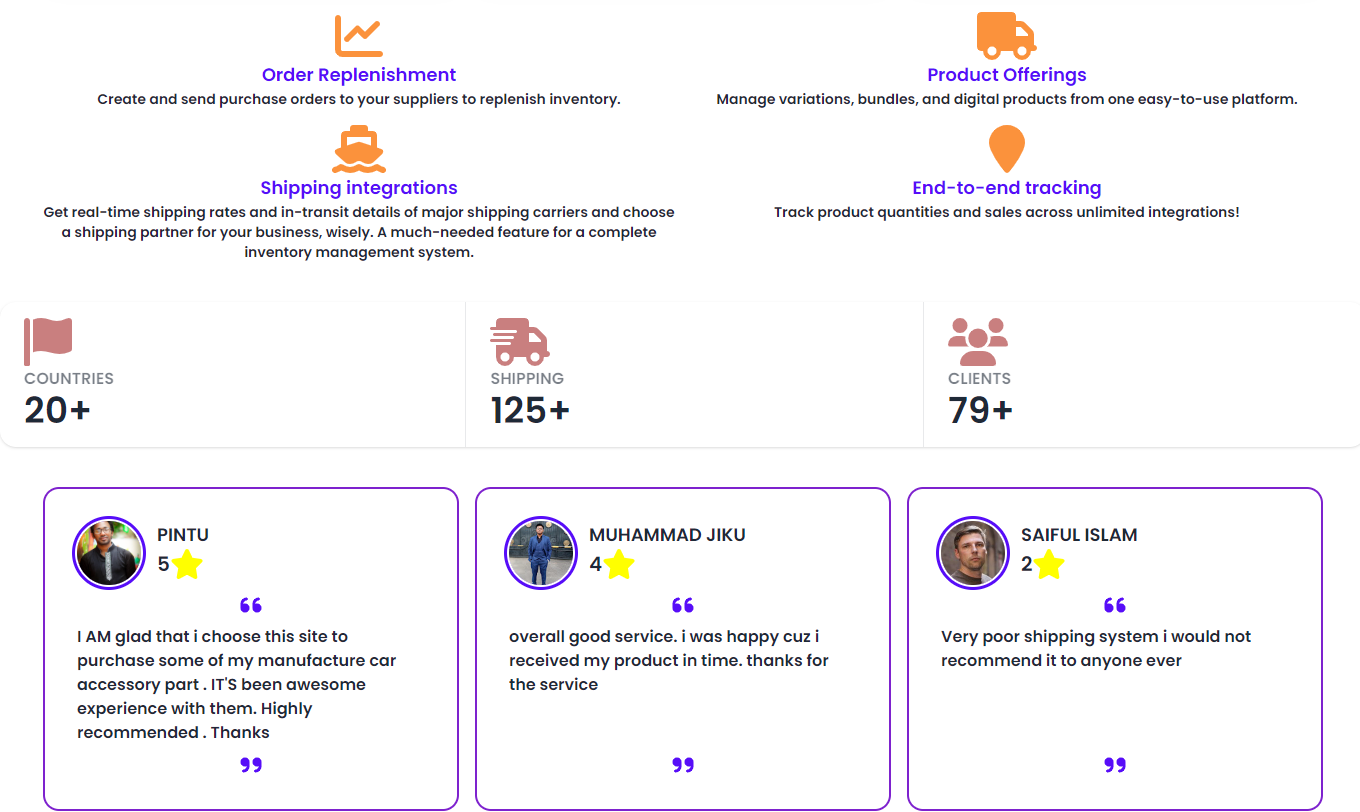 Order Replenishment
Create and send purchase orders to your suppliers to replenish inventory.
Product Offerings
Manage variations, bundles, and digital products from one easy-to-use platform.
Shipping integrations
Get real-time shipping rates and in-transit details of major shipping carriers and choose
a shipping partner for your business, wisely. A much-needed feature for a complete
inventory management system.
End-to-end tracking
Track product quantities and sales across unlimited integrations!
COUNTRIES
20+
SHIPPING
125+
CLIENTS
79+
PINTU
5
“
I AM glad that i choose this site to
purchase some of my manufacture car
accessory part . IT'S been awesome
experience with them. Highly
recommended . Thanks
”
MUHAMMAD JIKU
4
“
overall good service. i was happy cuz i
received my product in time. thanks for
the service
”
SAIFUL ISLAM
2
“
Very poor shipping system i would not
recommend it to anyone ever
”